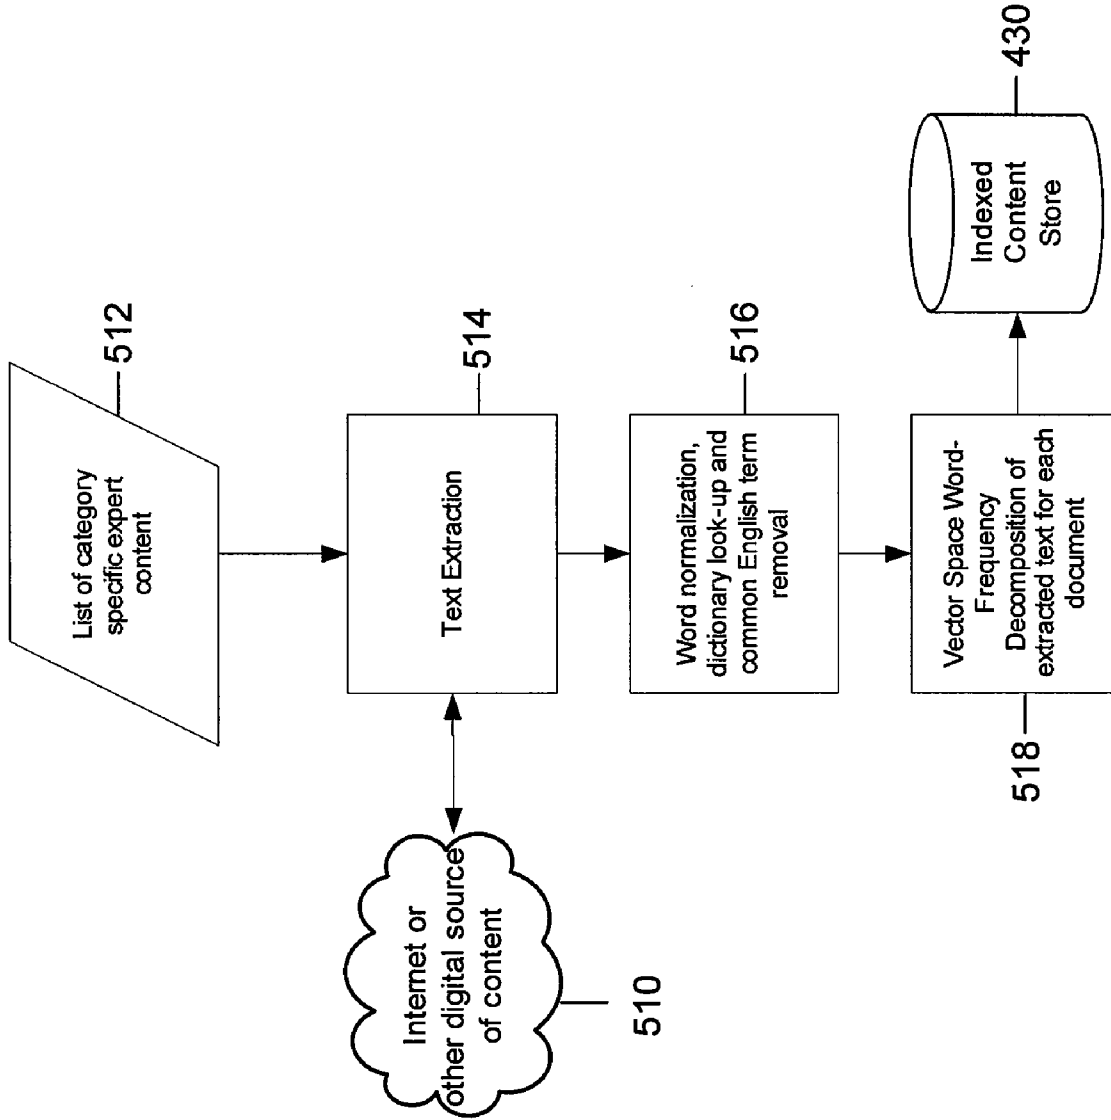 List of category
specific expert
content
512
Text Extraction
514
Internet or
other digital source
of content
510
Word normalization,
dictionary look-up and
common English term
removal
516
Vector Space Word-
Frequency
Decomposition of
extracted text for each
document
518
Indexed
Content
Store
430